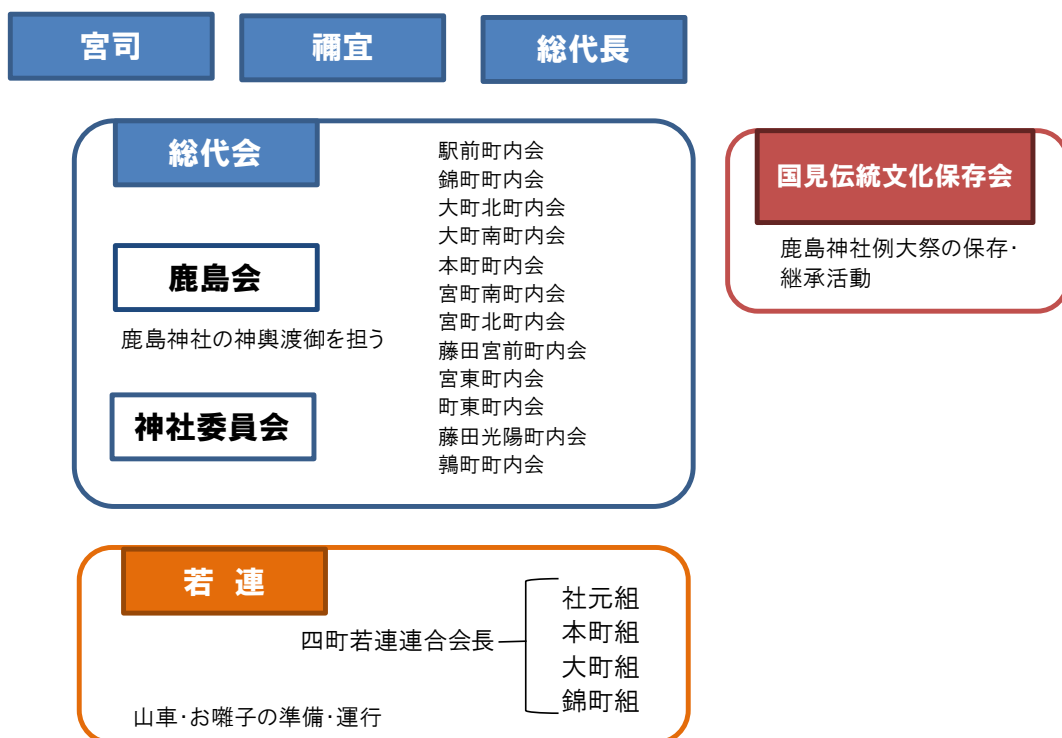 宮司
禰宜
総代長
総代会
鹿島会
鹿島神社の神輿渡御を担う
神社委員会
駅前町内会
錦町町内会
大町北町内会
大町南町内会
本町町内会
宮町南町内会
宮町北町内会
藤田宮前町内会
宮東町内会
町東町内会
藤田光陽町内会
鶉町町内会
国見伝統文化保存会
鹿島神社例大祭の保存・
継承活動
若 連
四町若連連合会長
社元組
本町組
大町組
錦町組
山車・お囃子の準備・運行